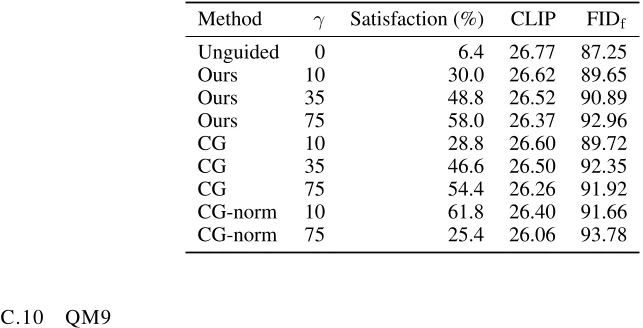 Method γ Satisfaction (%) CLIP FIDf
Unguided 0 6.4 26.77 87.25
Ours 10 30.0 26.62 89.65
Ours 35 48.8 26.52 90.89
Ours 75 58.0 26.37 92.96
CG 10 28.8 26.60 89.72
CG 35 46.6 26.50 92.35
CG 75 54.4 26.26 91.92
CG-norm 10 61.8 26.40 91.66
CG-norm 75 25.4 26.06 93.78
C.10 QM9